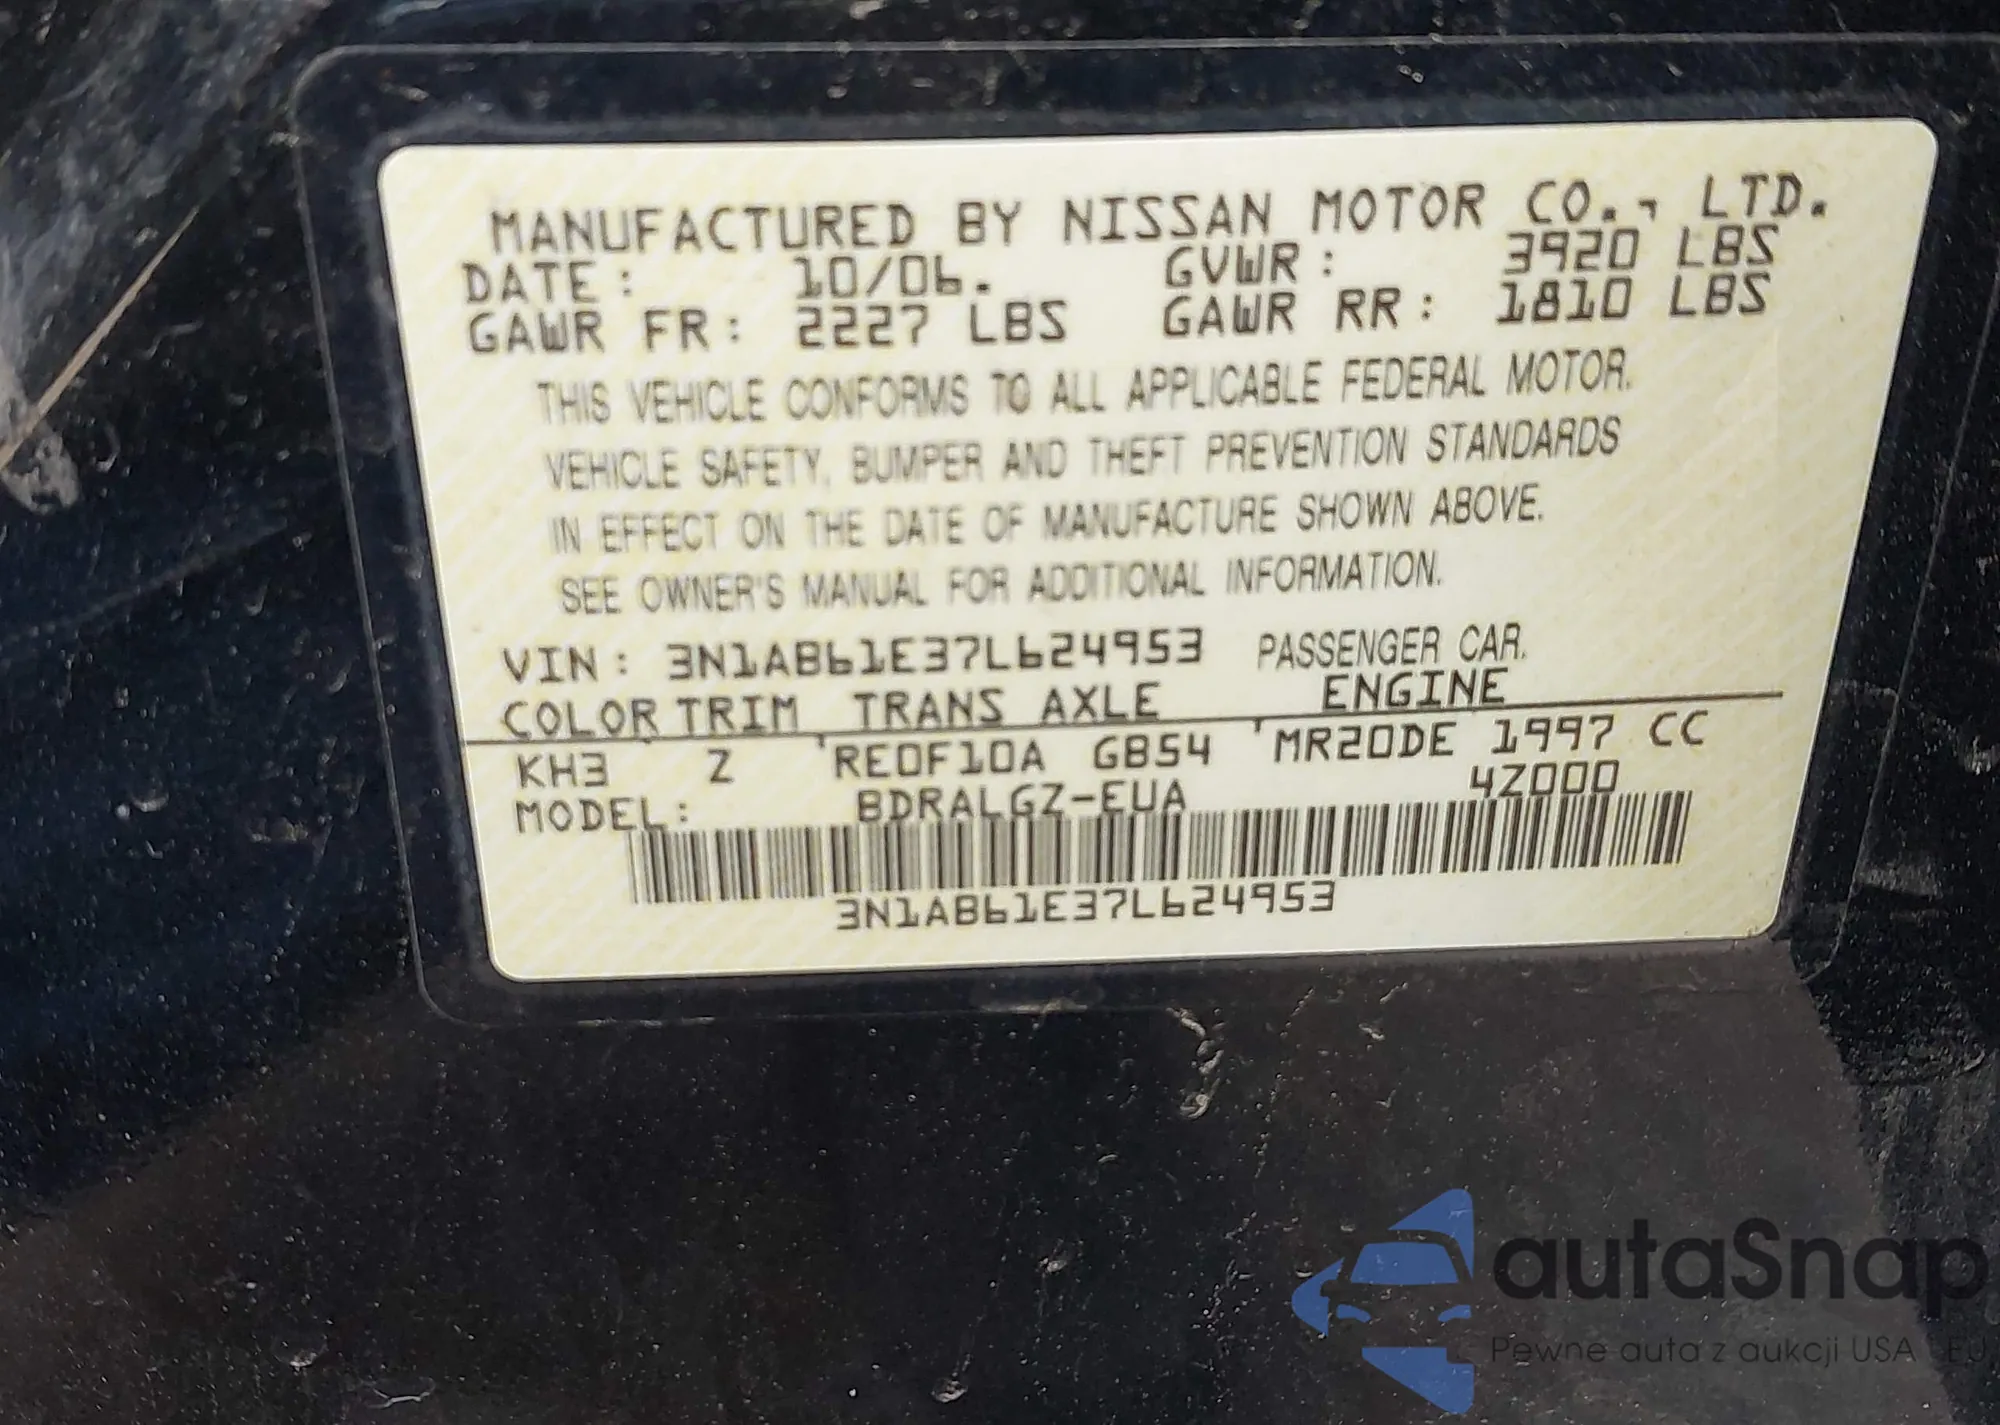 MANUFACTURED BY NISSAN MOTOR CO., LTD.
DATE: 10/06. GVWR: 3920 LBS
GAWR FR: 2227 LBS GAWR RR: 1810 LBS
THIS VEHICLE CONFORMS TO ALL APPLICABLE FEDERAL MOTOR.
VEHICLE SAFETY, BUMPER AND THEFT PREVENTION STANDARDS
IN EFFECT ON THE DATE OF MANUFACTURE SHOWN ABOVE.
SEE OWNER'S MANUAL FOR ADDITIONAL INFORMATION.
VIN: 3N1AB61E37L624953 PASSENGER CAR.
COLOR TRIM TRANS AXLE ENGINE
KH3 Z RE0F10A GB54 MR20DE 1997 CC
MODEL: BDRALGZ-EUA 4Z000
3N1AB61E37L624953
autaSnap
Pewne auta z aukcji USA i EU